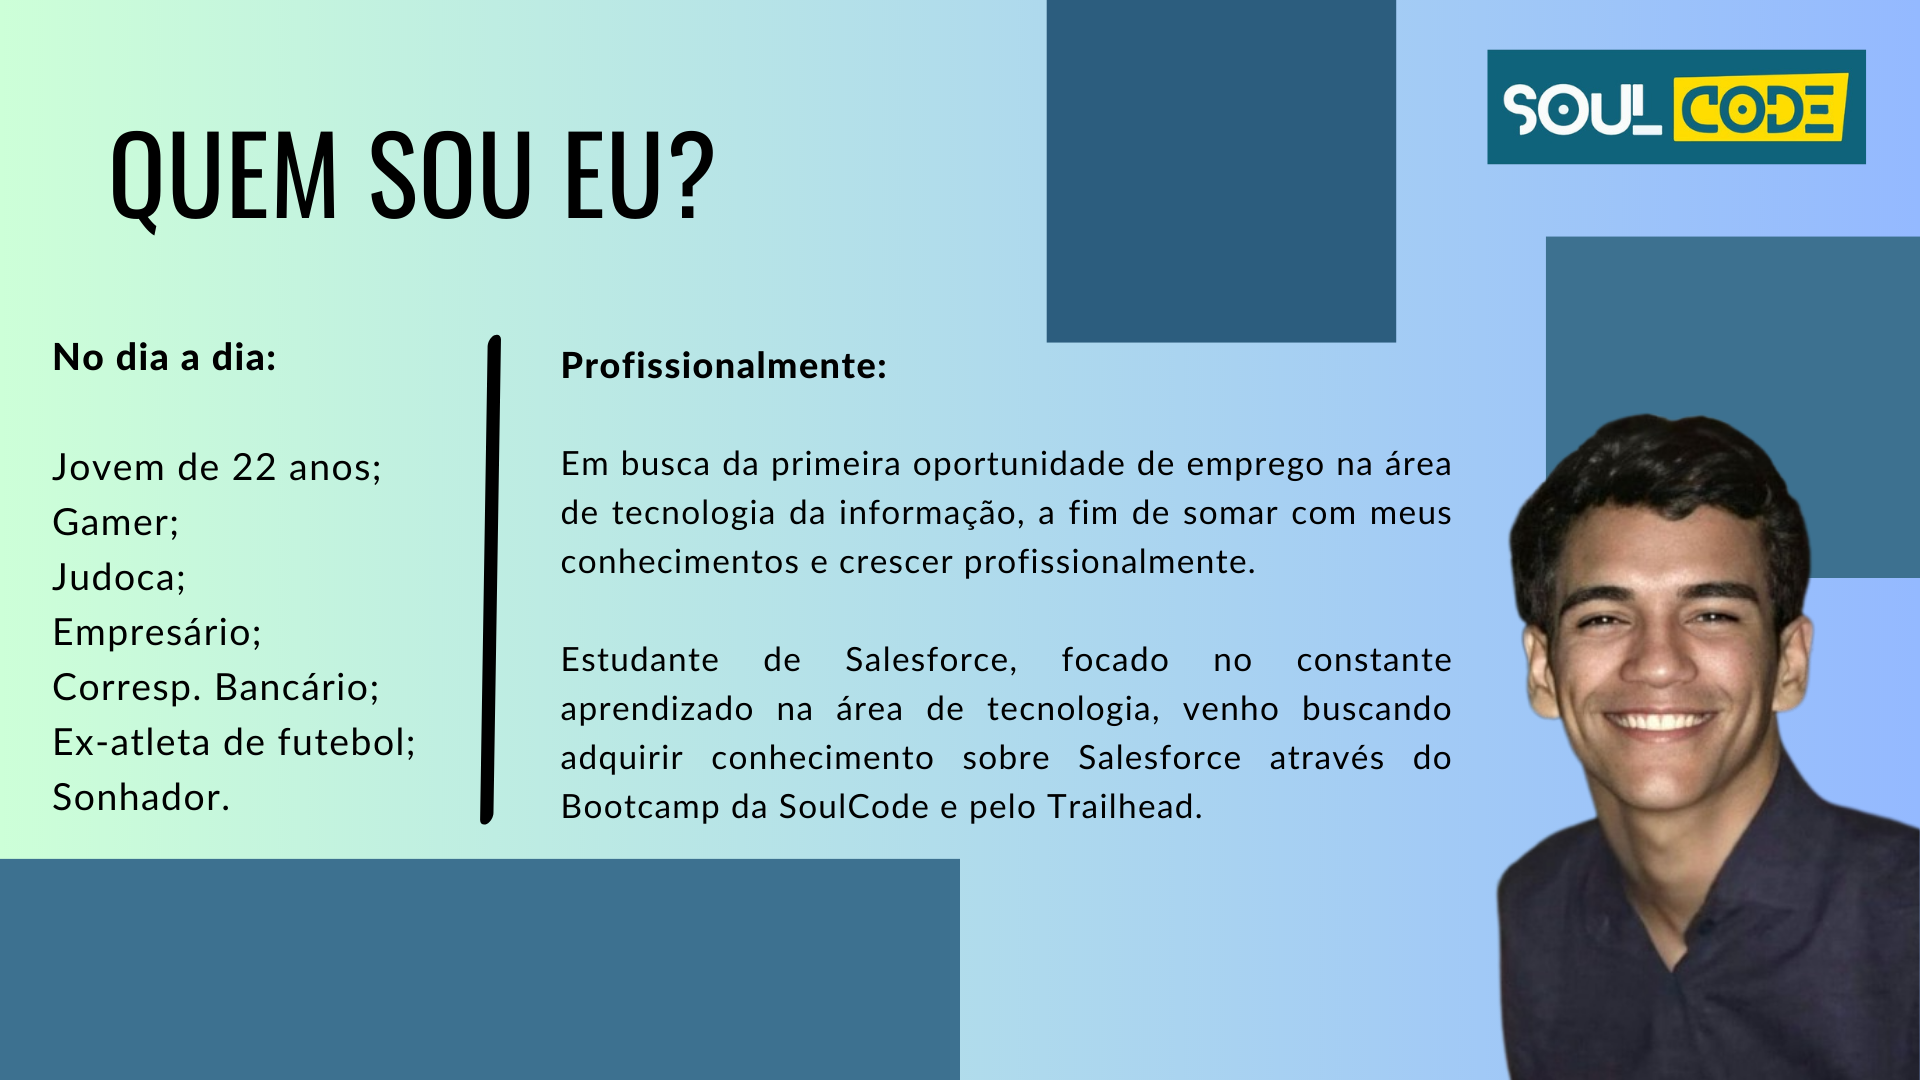 SOUL CODE
QUEM SOU EU?
No dia a dia:
Jovem de 22 anos;
Gamer;
Judoca;
Empresário;
Corresp. Bancário;
Ex-atleta de futebol;
Sonhador.
Profissionalmente:
Em busca da primeira oportunidade de emprego na área
de tecnologia da informação, a fim de somar com meus
conhecimentos e crescer profissionalmente.
Estudante de Salesforce, focado no constante
aprendizado na área de tecnologia, venho buscando
adquirir conhecimento sobre Salesforce através do
Bootcamp da SoulCode e pelo Trailhead.